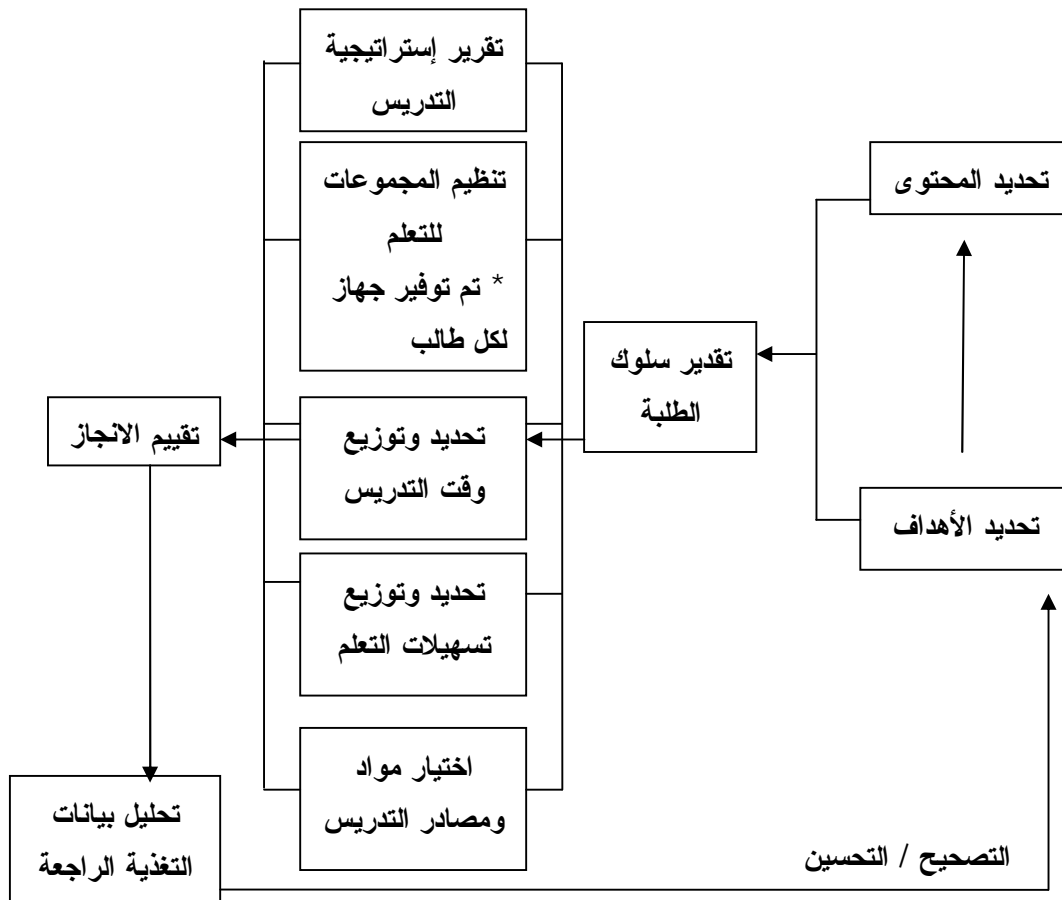 تحديد المحتوى
تحديد الأهداف
تقدير سلوك
الطلبة
تقرير إستراتيجية
التدريس
تنظيم المجموعات
للتعلم
* تم توفير جهاز
لكل طالب
تحديد وتوزيع
وقت التدريس
تحديد وتوزيع
تسهيلات التعلم
اختيار مواد
ومصادر التدريس
تقييم الانجاز
تحليل بيانات
التغذية الراجعة
التصحيح / التحسين